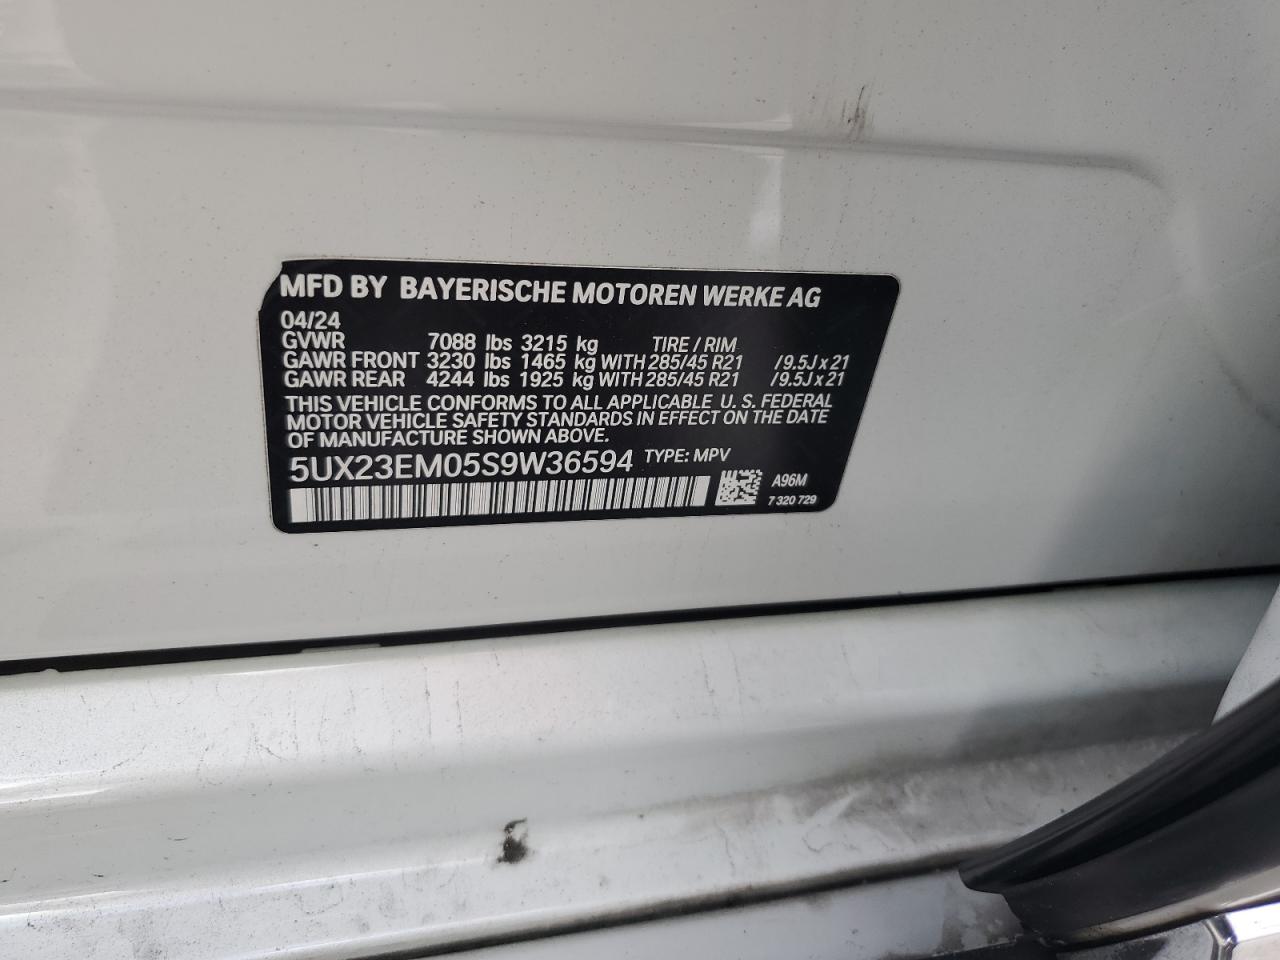 MFD BY BAYERISCHE MOTOREN WERKE AG
04/24
GVWR 7088 lbs 3215 kg TIRE / RIM
GAWR FRONT 3230 lbs 1465 kg WITH 285/45 R21 /9.5J x 21
GAWR REAR 4244 lbs 1925 kg WITH 285/45 R21 /9.5J x 21
THIS VEHICLE CONFORMS TO ALL APPLICABLE U. S. FEDERAL
MOTOR VEHICLE SAFETY STANDARDS IN EFFECT ON THE DATE
OF MANUFACTURE SHOWN ABOVE.
5UX23EM05S9W36594 TYPE: MPV
A96M
7 320 729